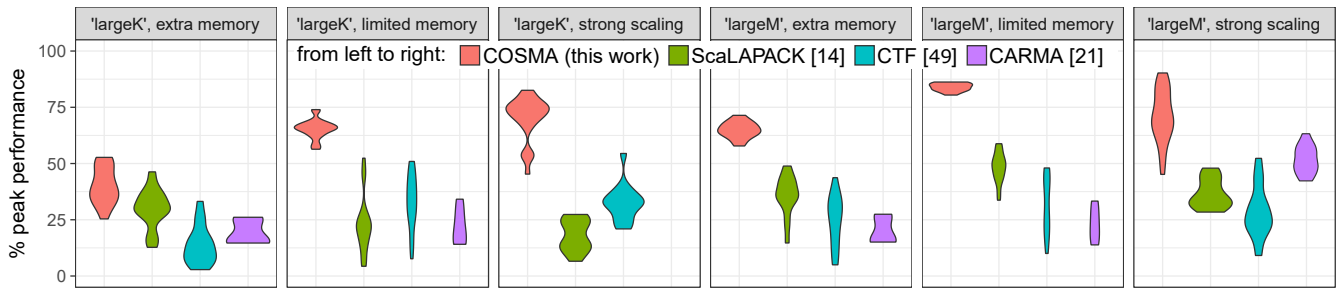 'largeK', extra memory 'largeK', limited memory 'largeK', strong scaling 'largeM', extra memory 'largeM', limited memory 'largeM', strong scaling
from left to right: COSMA (this work) ScaLAPACK [14] CTF [49] CARMA [21]
% peak performance
100
75
50
25
0